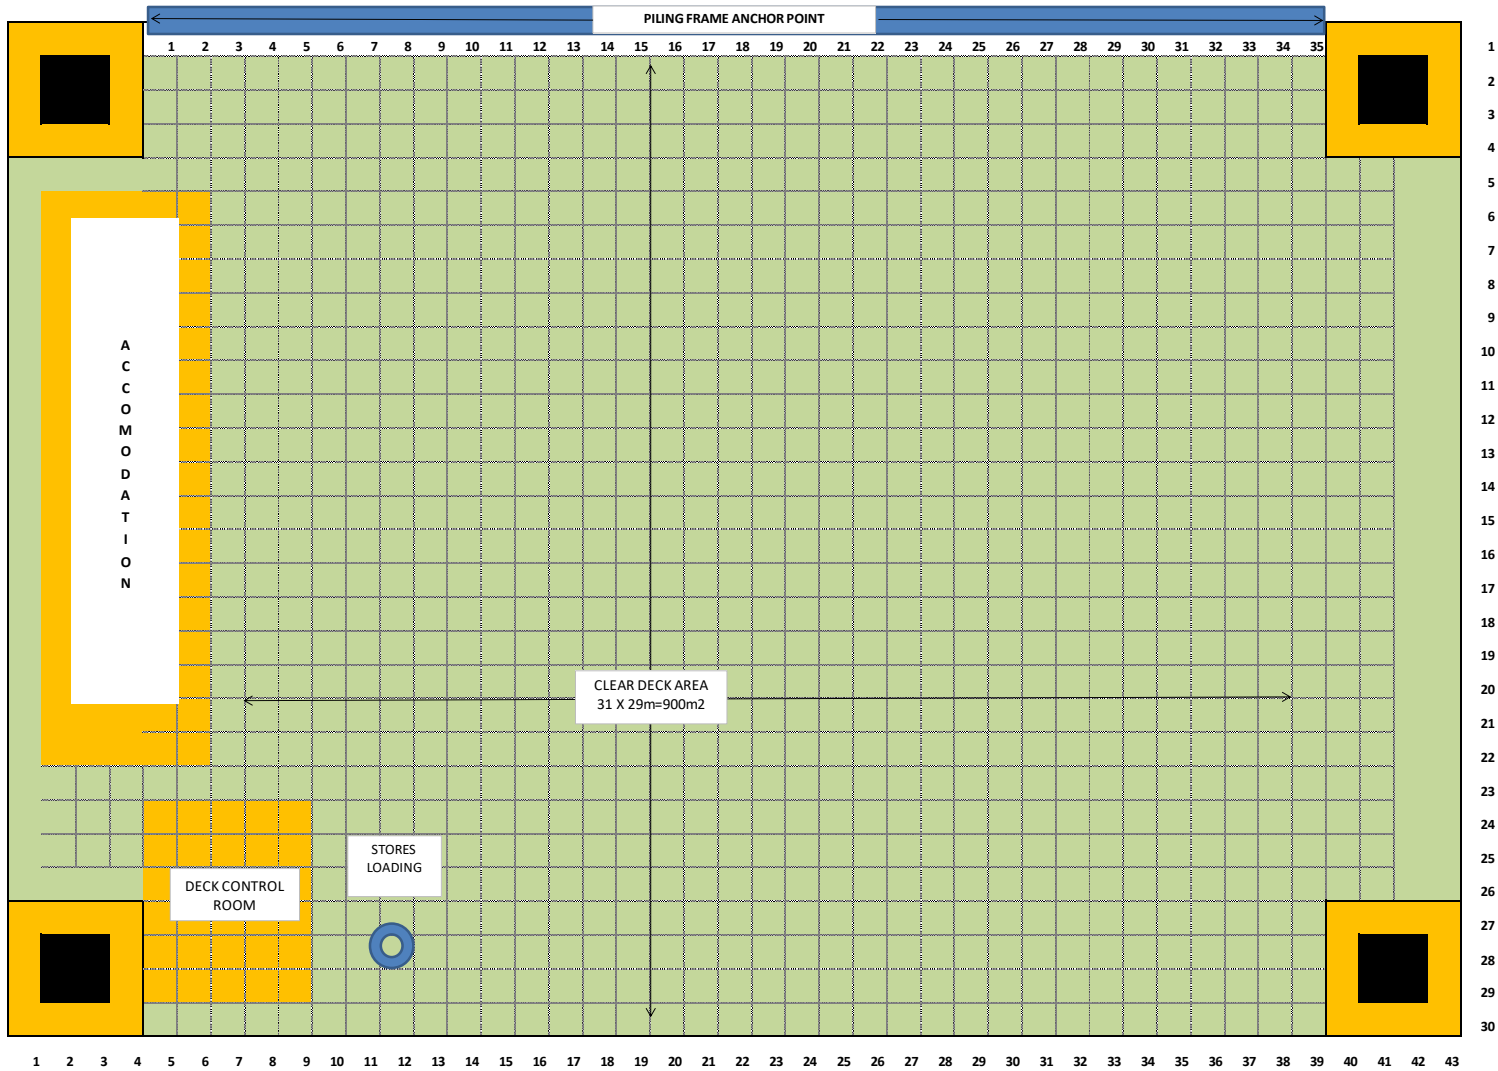 PILING FRAME ANCHOR POINT
1 2 3 4 5 6 7 8 9 10 11 12 13 14 15 16 17 18 19 20 21 22 23 24 25 26 27 28 29 30 31 32 33 34 35
1
2
3
4
5
6
7
8
9
10
11
12
13
14
15
16
17
18
19
20
21
22
23
24
25
26
27
28
29
30
A
C
C
O
M
O
D
A
T
I
O
N
CLEAR DECK AREA
31 X 29m=900m2
STORES
LOADING
DECK CONTROL
ROOM
1 2 3 4 5 6 7 8 9 10 11 12 13 14 15 16 17 18 19 20 21 22 23 24 25 26 27 28 29 30 31 32 33 34 35 36 37 38 39 40 41 42 43